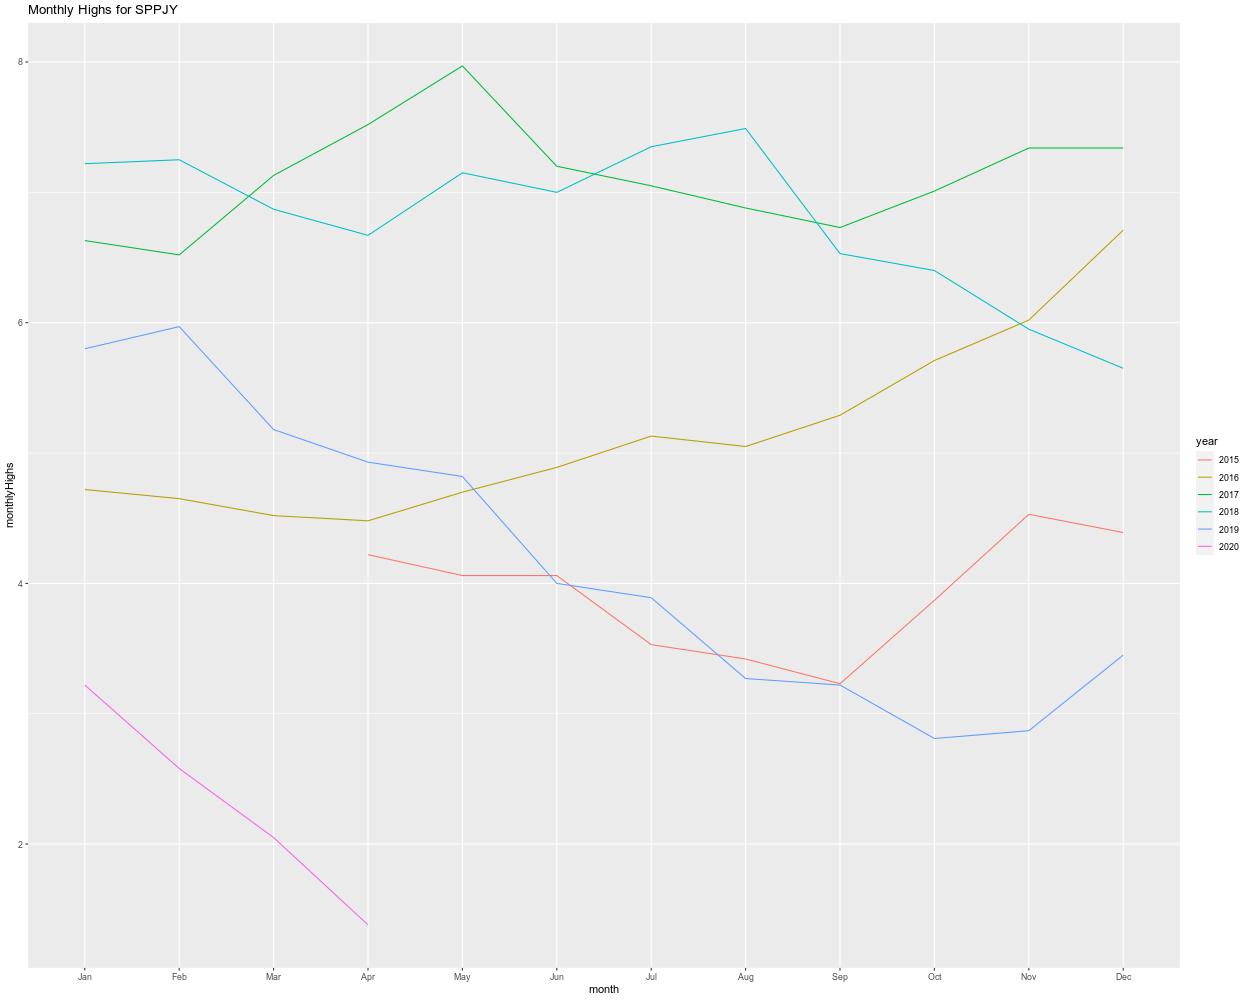 Monthly Highs for SPPJY
monthlyHighs
8
6
4
2
Jan Feb Mar Apr May Jun Jul Aug Sep Oct Nov Dec
month
year
2015
2016
2017
2018
2019
2020